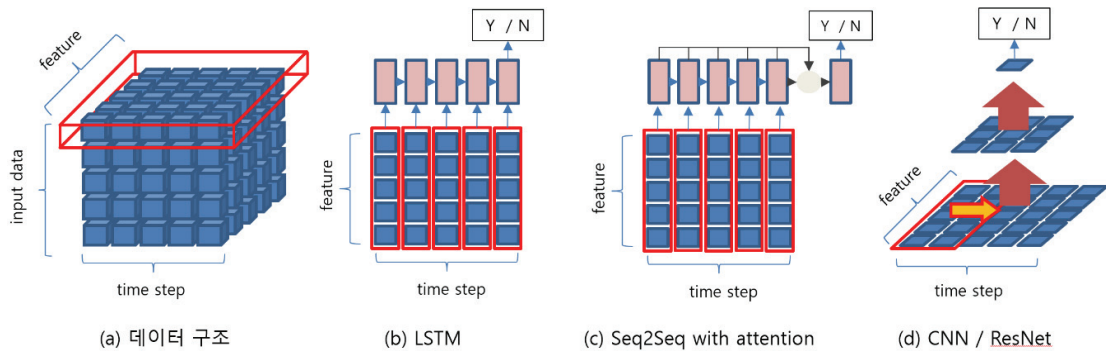 feature
input data
time step
(a) 데이터 구조
Y / N
feature
time step
(b) LSTM
Y / N
feature
time step
(c) Seq2Seq with attention
Y / N
feature
time step
(d) CNN / ResNet